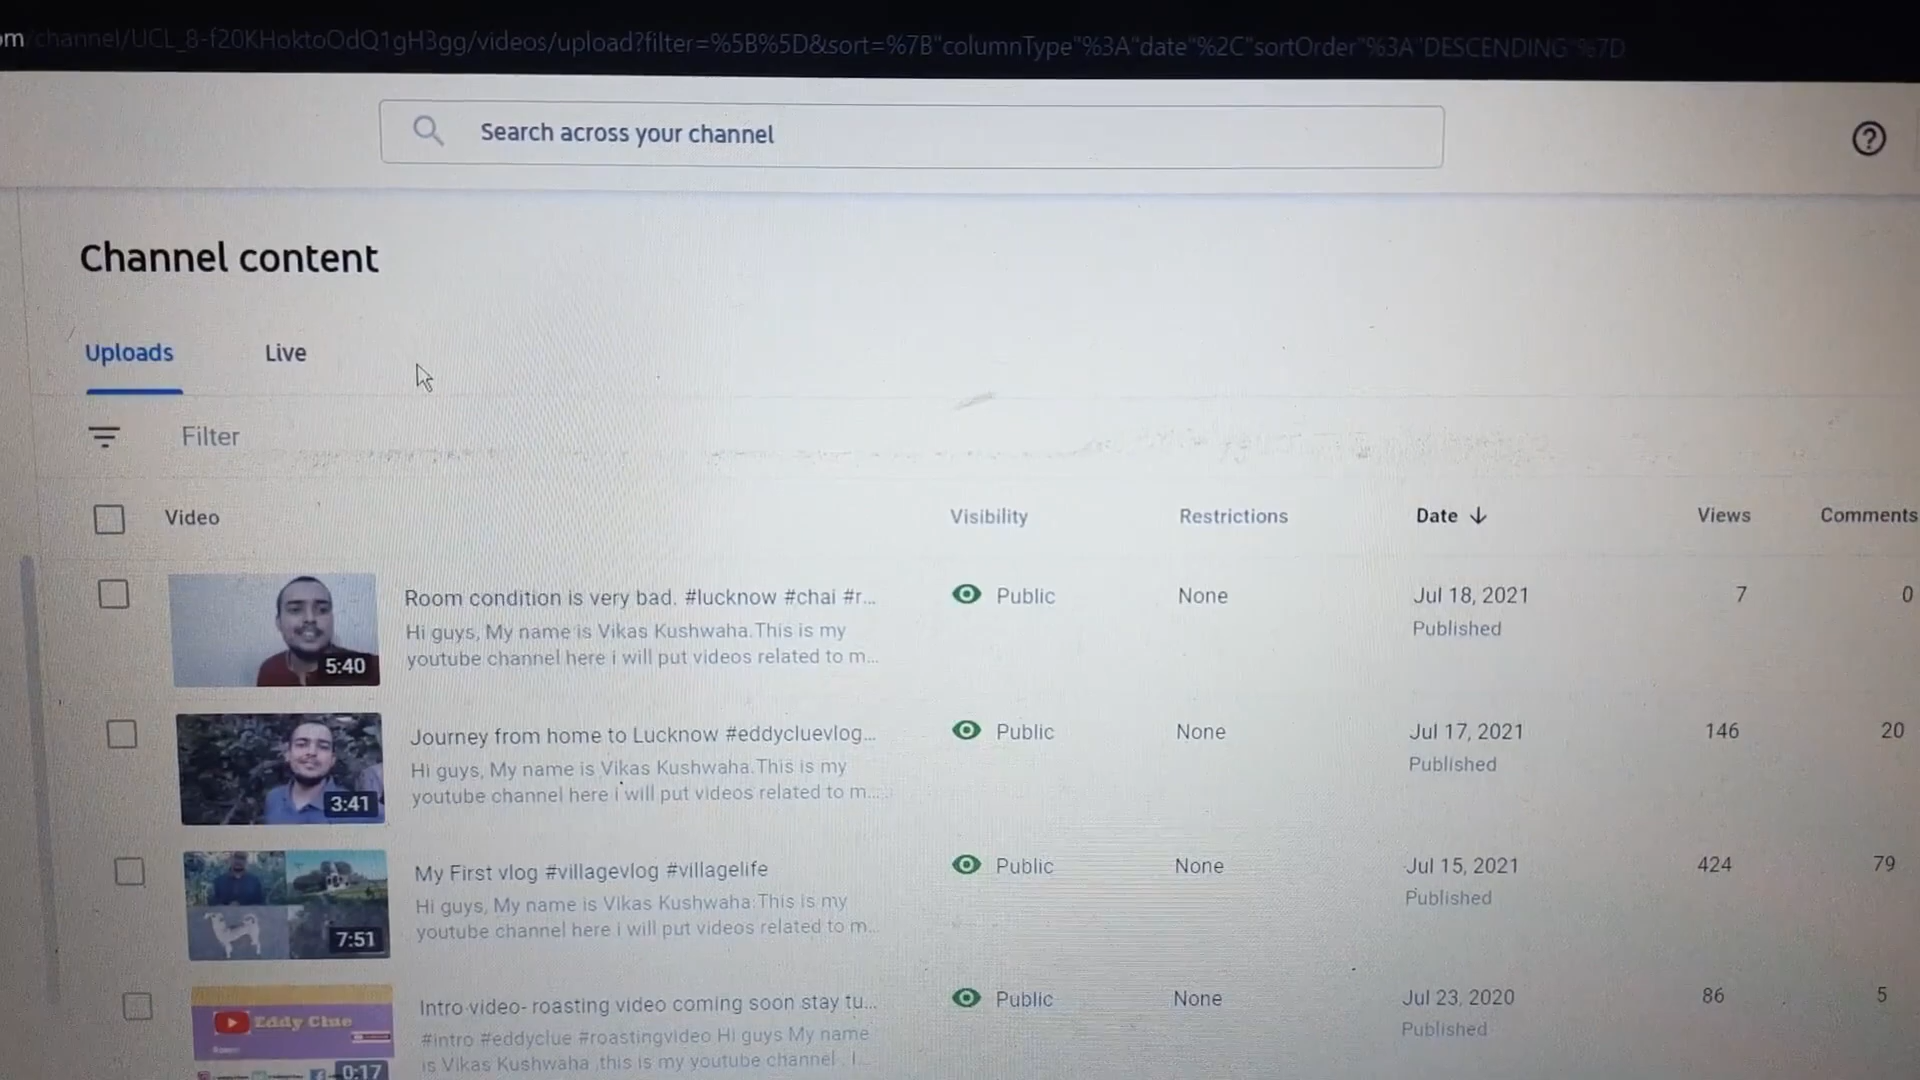 om/channel/UCL_8-f20KHoktoOdQ1gH3gg/videos/upload?filter=%5B%5D&sort=%7B"columnType"%3A"date"%2C"sortOrder"%3A"DESCENDING"%7D
Search across your channel
Channel content
Uploads Live
Filter
Video Visibility Restrictions Date Views Comments
Room condition is very bad. #lucknow #chai #r... Public None Jul 18, 2021 7 0
Hi guys, My name is Vikas Kushwaha.This is my Published
youtube channel here i will put videos related to m...
5:40
Journey from home to Lucknow #eddycluevlog... Public None Jul 17, 2021 146 20
Hi guys, My name is Vikas Kushwaha.This is my Published
youtube channel here i will put videos related to m...
3:41
My First vlog #villagevlog #villagelife Public None Jul 15, 2021 424 79
Hi guys, My name is Vikas Kushwaha.This is my Published
youtube channel here i will put videos related to m...
7:51
Intro video- roasting video coming soon stay tu... Public None Jul 23, 2020 86 5
Eddy Clue
#intro #eddyclue #roastingvideo Hi guys My name Published
is Vikas Kushwaha ,this is my youtube channel . I...
0:17